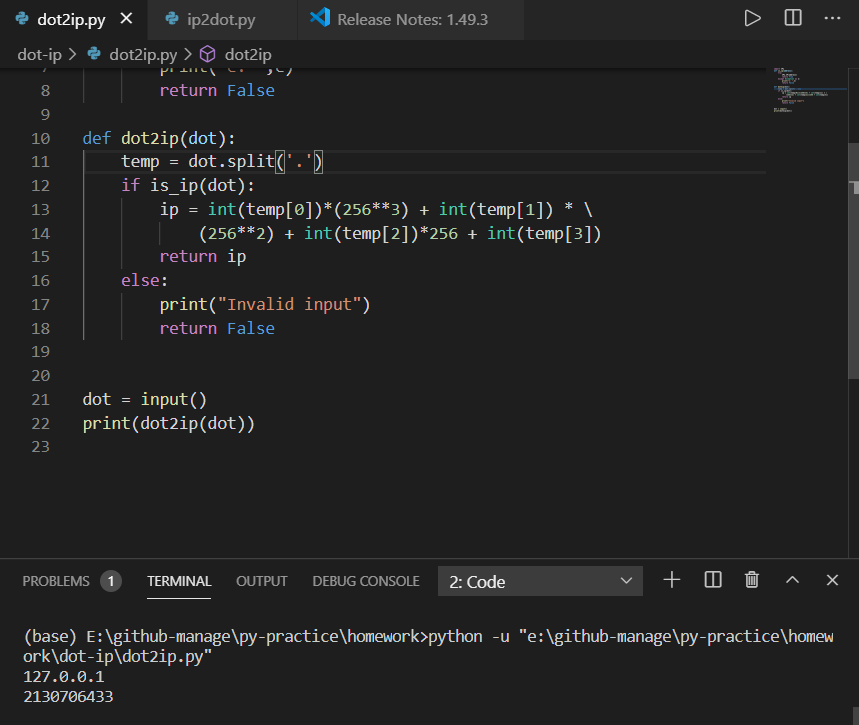 dot2ip.py ip2dot.py Release Notes: 1.49.3
dot-ip > dot2ip.py > dot2ip
8 return False
9
10 def dot2ip(dot):
11 temp = dot.split('.')
12 if is_ip(dot):
13 ip = int(temp[0])*(256**3) + int(temp[1]) * \
14 (256**2) + int(temp[2])*256 + int(temp[3])
15 return ip
16 else:
17 print("Invalid input")
18 return False
19
20
21 dot = input()
22 print(dot2ip(dot))
23
PROBLEMS 1 TERMINAL OUTPUT DEBUG CONSOLE 2: Code
(base) E:\github-manage\py-practice\homework>python -u "e:\github-manage\py-practice\homew
ork\dot-ip\dot2ip.py"
127.0.0.1
2130706433